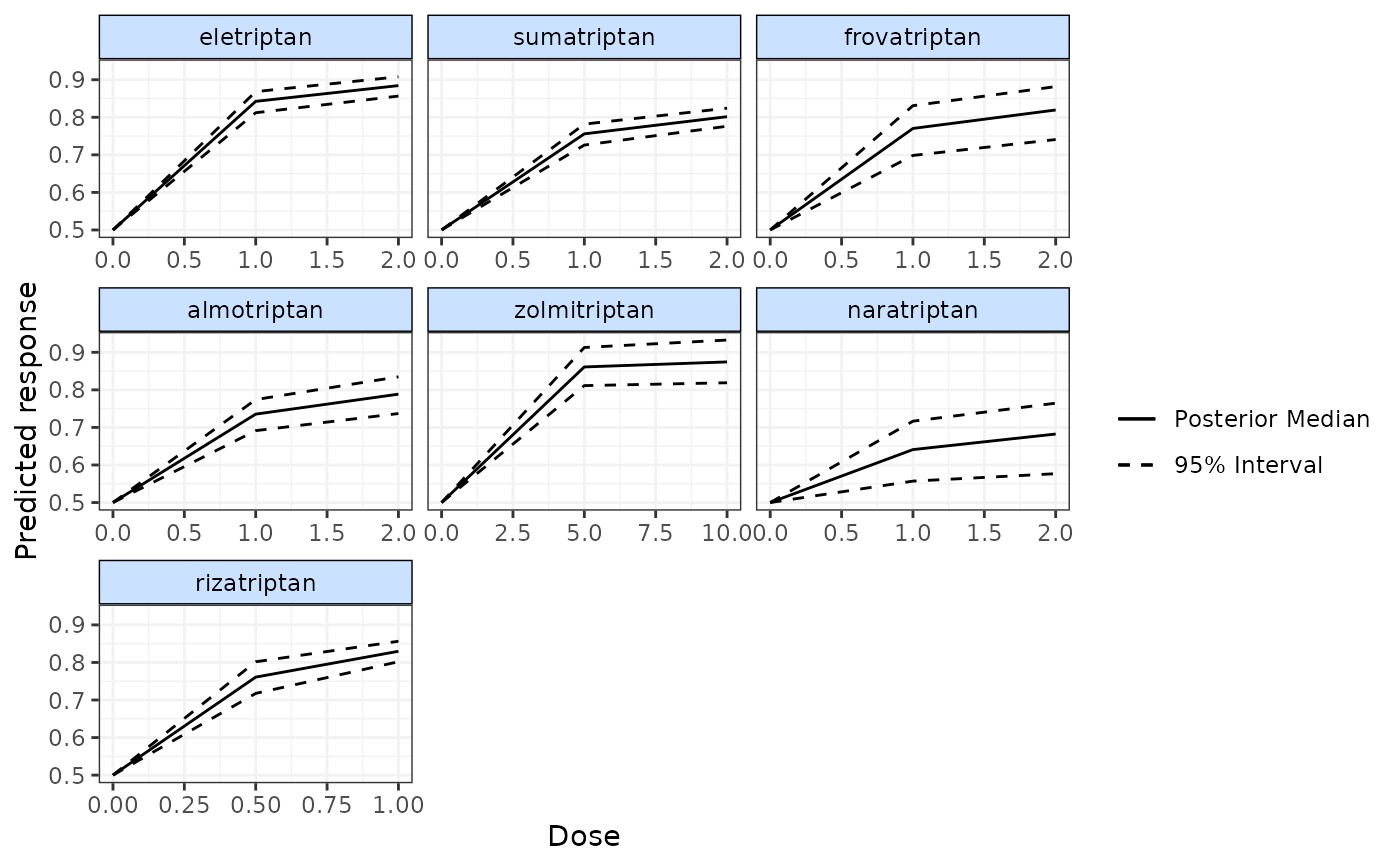 eletriptan sumatriptan frovatriptan
0.9
0.8
0.7
0.6
0.5
0.0 0.5 1.0 1.5 2.0 0.0 0.5 1.0 1.5 2.0 0.0 0.5 1.0 1.5 2.0
almotriptan zolmitriptan naratriptan
0.9
0.8
0.7
0.6
0.5
0.0 0.5 1.0 1.5 2.0 0.0 2.5 5.0 7.5 10.0 0.0 0.5 1.0 1.5 2.0
rizatriptan
0.9
0.8
0.7
0.6
0.5
0.00 0.25 0.50 0.75 1.00
Dose
Predicted response
Posterior Median
95% Interval